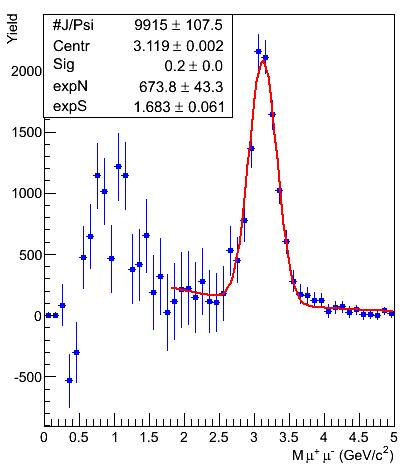 Yield
#J/Psi 9915 ± 107.5
Centr 3.119 ± 0.002
Sig 0.2 ± 0.0
expN 673.8 ± 43.3
expS 1.683 ± 0.061
2000
1500
1000
500
0
-500
0 0.5 1 1.5 2 2.5 3 3.5 4 4.5 5
M μ⁺ μ⁻ (GeV/c²)